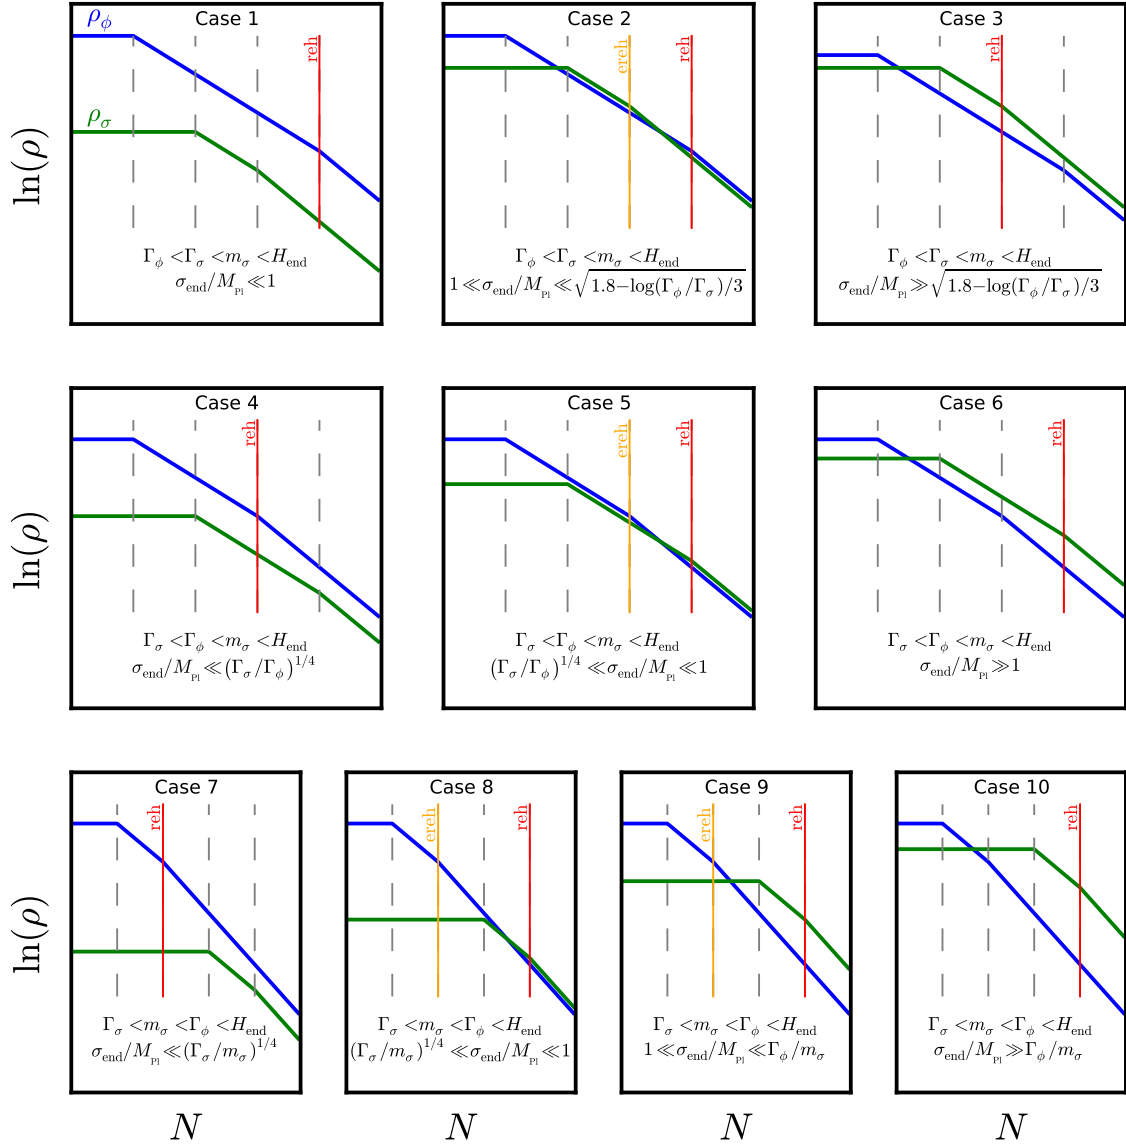 Case 1
ρ_ϕ
ρ_σ
reh
Γ_ϕ <Γ_σ <m_σ <H_end
σ_end/M_Pl ≪1
Case 2
ereh
reh
Γ_ϕ <Γ_σ <m_σ <H_end
1≪σ_end/M_Pl ≪√(1.8−log(Γ_ϕ/Γ_σ)/3)
Case 3
reh
Γ_ϕ <Γ_σ <m_σ <H_end
σ_end/M_Pl ≫√(1.8−log(Γ_ϕ/Γ_σ)/3)
ln(ρ)
Case 4
reh
Γ_σ <Γ_ϕ <m_σ <H_end
σ_end/M_Pl ≪(Γ_σ/Γ_ϕ)^1/4
Case 5
ereh
reh
Γ_σ <Γ_ϕ <m_σ <H_end
(Γ_σ/Γ_ϕ)^1/4 ≪σ_end/M_Pl ≪1
Case 6
reh
Γ_σ <Γ_ϕ <m_σ <H_end
σ_end/M_Pl ≫1
ln(ρ)
Case 7
reh
Γ_σ <m_σ <Γ_ϕ <H_end
σ_end/M_Pl ≪(Γ_σ/m_σ)^1/4
Case 8
ereh
reh
Γ_σ <m_σ <Γ_ϕ <H_end
(Γ_σ/m_σ)^1/4 ≪σ_end/M_Pl ≪1
Case 9
ereh
reh
Γ_σ <m_σ <Γ_ϕ <H_end
1≪σ_end/M_Pl ≪Γ_ϕ/m_σ
Case 10
reh
Γ_σ <m_σ <Γ_ϕ <H_end
σ_end/M_Pl ≫Γ_ϕ/m_σ
ln(ρ)
N
N
N
N